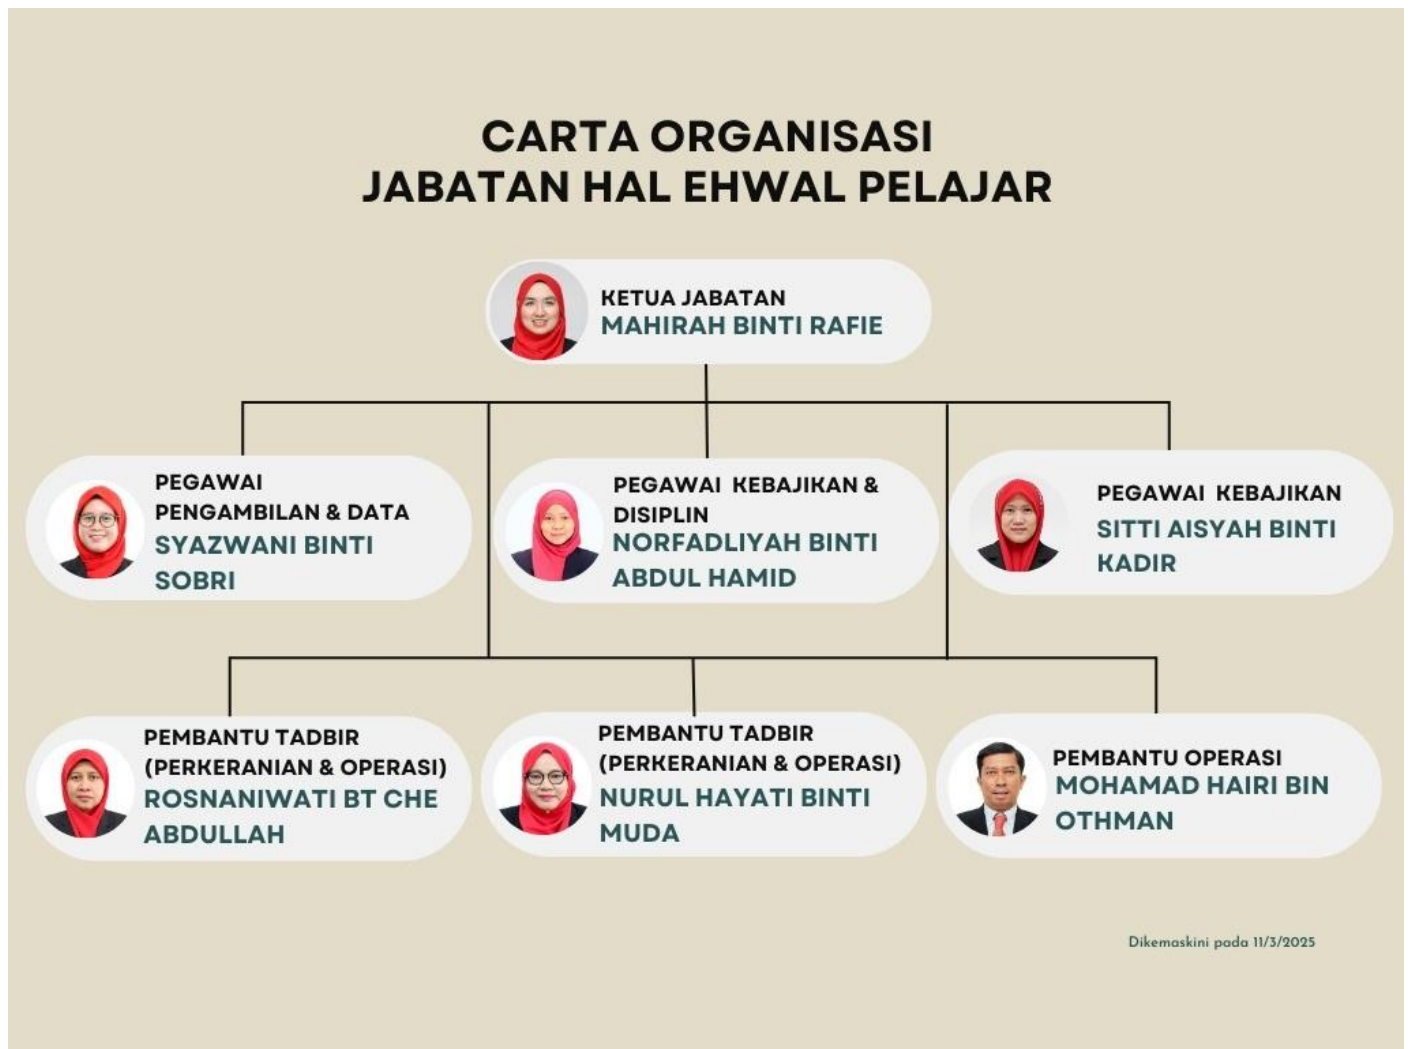 CARTA ORGANISASI
JABATAN HAL EHWAL PELAJAR
KETUA JABATAN
MAHIRAH BINTI RAFIE
PEGAWAI
PENGAMBILAN & DATA
SYAZWANI BINTI
SOBRI
PEGAWAI KEBAJIKAN &
DISIPLIN
NORFADLIYAH BINTI
ABDUL HAMID
PEGAWAI KEBAJIKAN
SITTI AISYAH BINTI
KADIR
PEMBANTU TADBIR
(PERKERANIAN & OPERASI)
ROSNANIWATI BT CHE
ABDULLAH
PEMBANTU TADBIR
(PERKERANIAN & OPERASI)
NURUL HAYATI BINTI
MUDA
PEMBANTU OPERASI
MOHAMAD HAIRI BIN
OTHMAN
Dikemaskini pada 11/3/2025